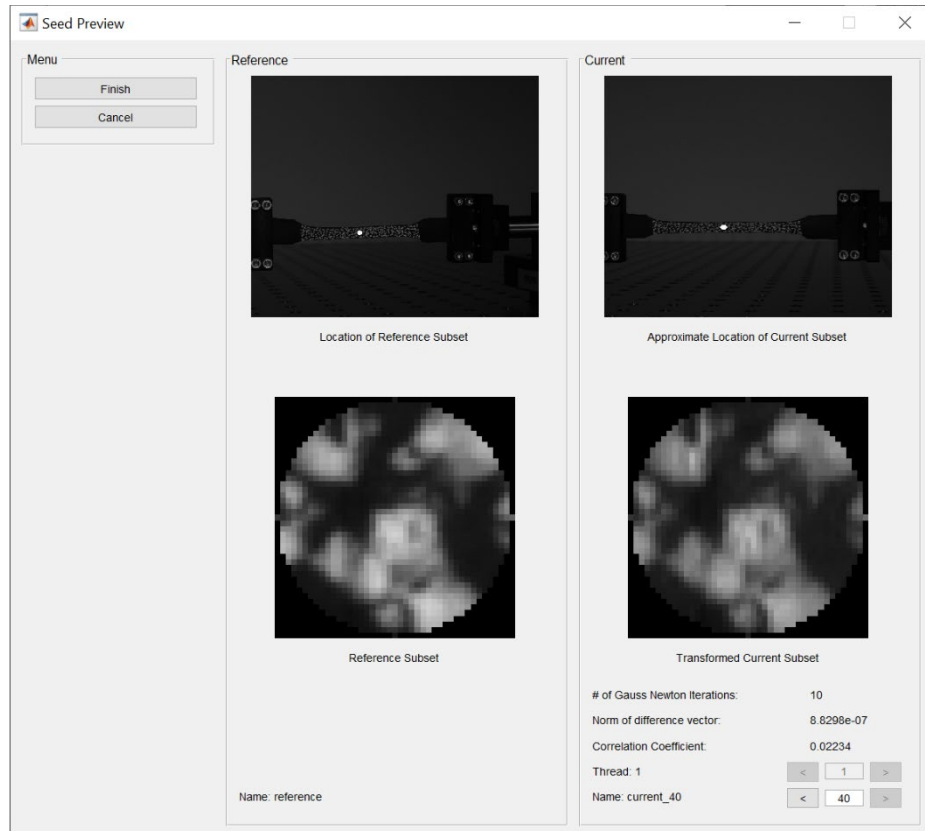 Seed Preview
Menu
Finish
Cancel
Reference
Location of Reference Subset
Reference Subset
Name: reference
Current
Approximate Location of Current Subset
Transformed Current Subset
# of Gauss Newton Iterations: 10
Norm of difference vector: 8.8298e-07
Correlation Coefficient: 0.02234
Thread: 1 < 1 >
Name: current_40 < 40 >